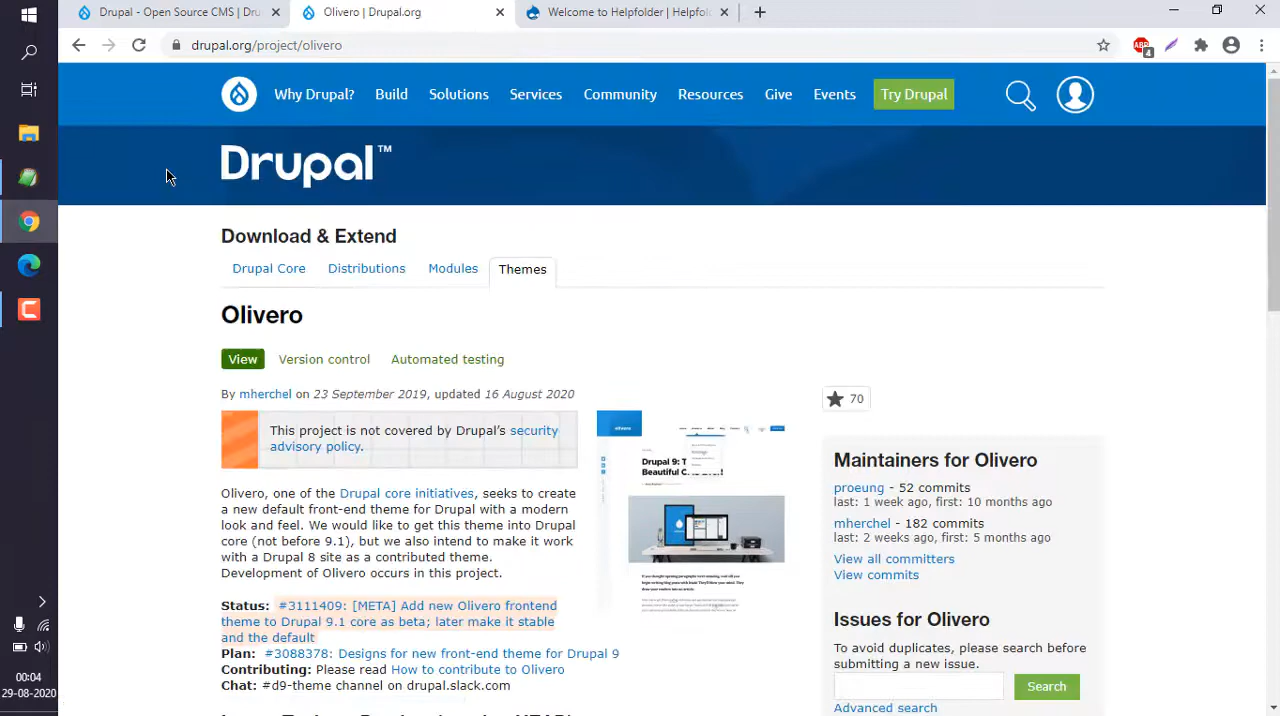 Drupal - Open Source CMS | Dru
Olivero | Drupal.org
Welcome to Helpfolder | Helpfol
drupal.org/project/olivero
ABP
4
Why Drupal?
Build
Solutions
Services
Community
Resources
Give
Events
Try Drupal
Drupal™
Download & Extend
Drupal Core
Distributions
Modules
Themes
Olivero
View
Version control
Automated testing
By mherchel on 23 September 2019, updated 16 August 2020
70
This project is not covered by Drupal's security
advisory policy.
olivero
Drupal 9: T
Beautiful C
Olivero, one of the Drupal core initiatives, seeks to create
a new default front-end theme for Drupal with a modern
look and feel. We would like to get this theme into Drupal
core (not before 9.1), but we also intend to make it work
with a Drupal 8 site as a contributed theme.
Development of Olivero occurs in this project.
Status: #3111409: [META] Add new Olivero frontend
theme to Drupal 9.1 core as beta; later make it stable
and the default
Plan: #3088378: Designs for new front-end theme for Drupal 9
Contributing: Please read How to contribute to Olivero
Chat: #d9-theme channel on drupal.slack.com
Maintainers for Olivero
proeung - 52 commits
last: 1 week ago, first: 10 months ago
mherchel - 182 commits
last: 2 weeks ago, first: 5 months ago
View all committers
View commits
Issues for Olivero
To avoid duplicates, please search before
submitting a new issue.
Search
Advanced search
00:04
29-08-2020